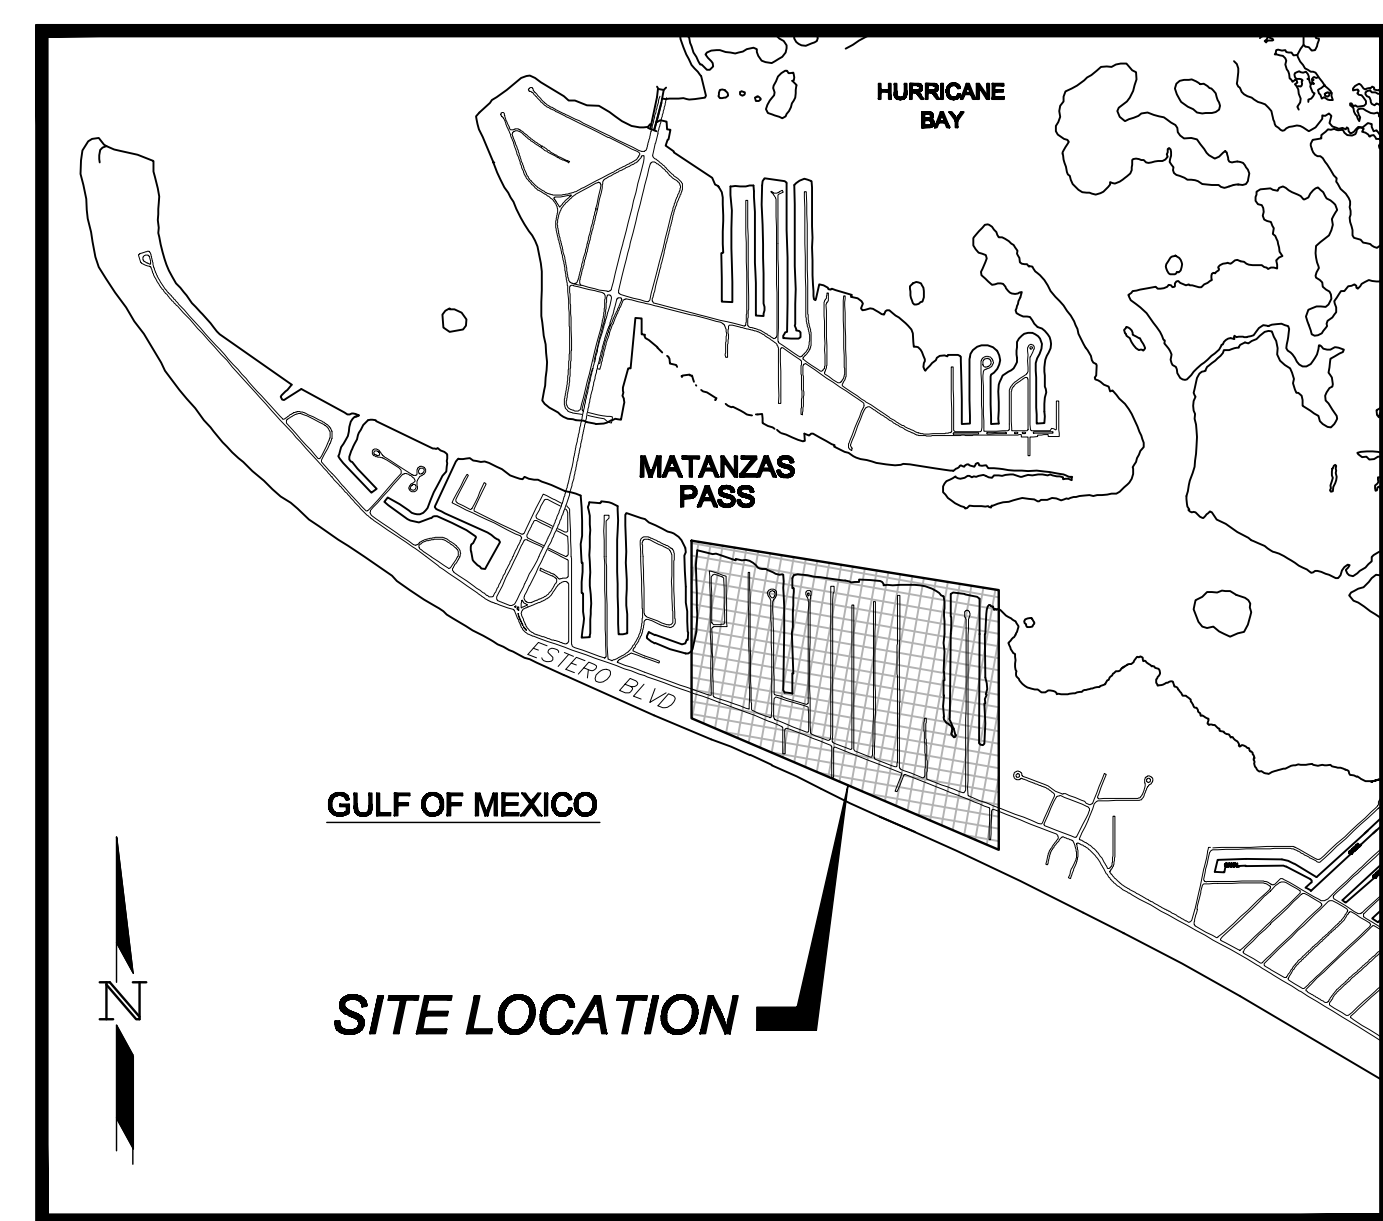 HURRICANE
BAY
MATANZAS
PASS
ESTERO BLVD
GULF OF MEXICO
N
SITE LOCATION